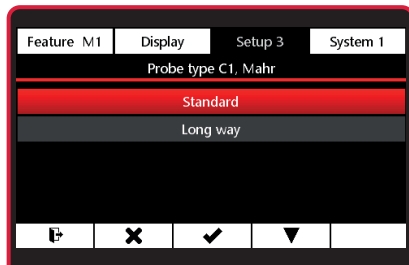 Feature M1 Display Setup 3 System 1
Probe type C1, Mahr
Standard
Long way